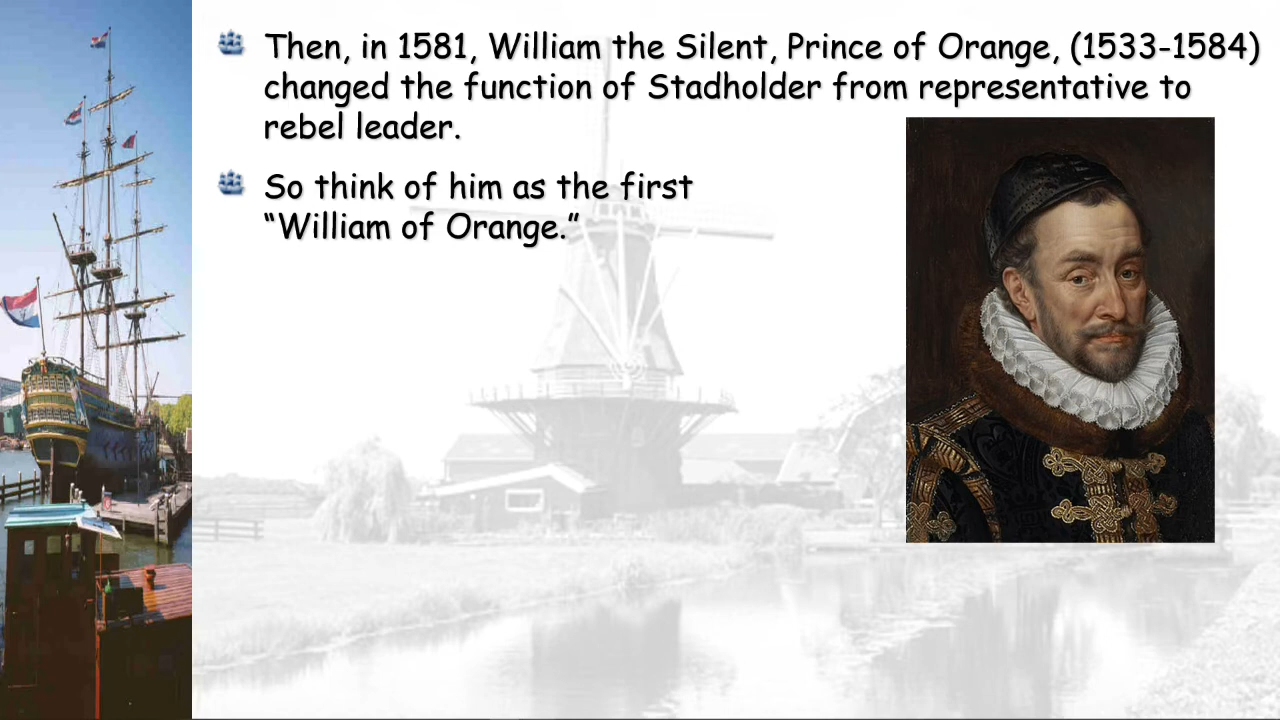 Then, in 1581, William the Silent, Prince of Orange, (1533-1584)
changed the function of Stadholder from representative to
rebel leader.
So think of him as the first
“William of Orange.”